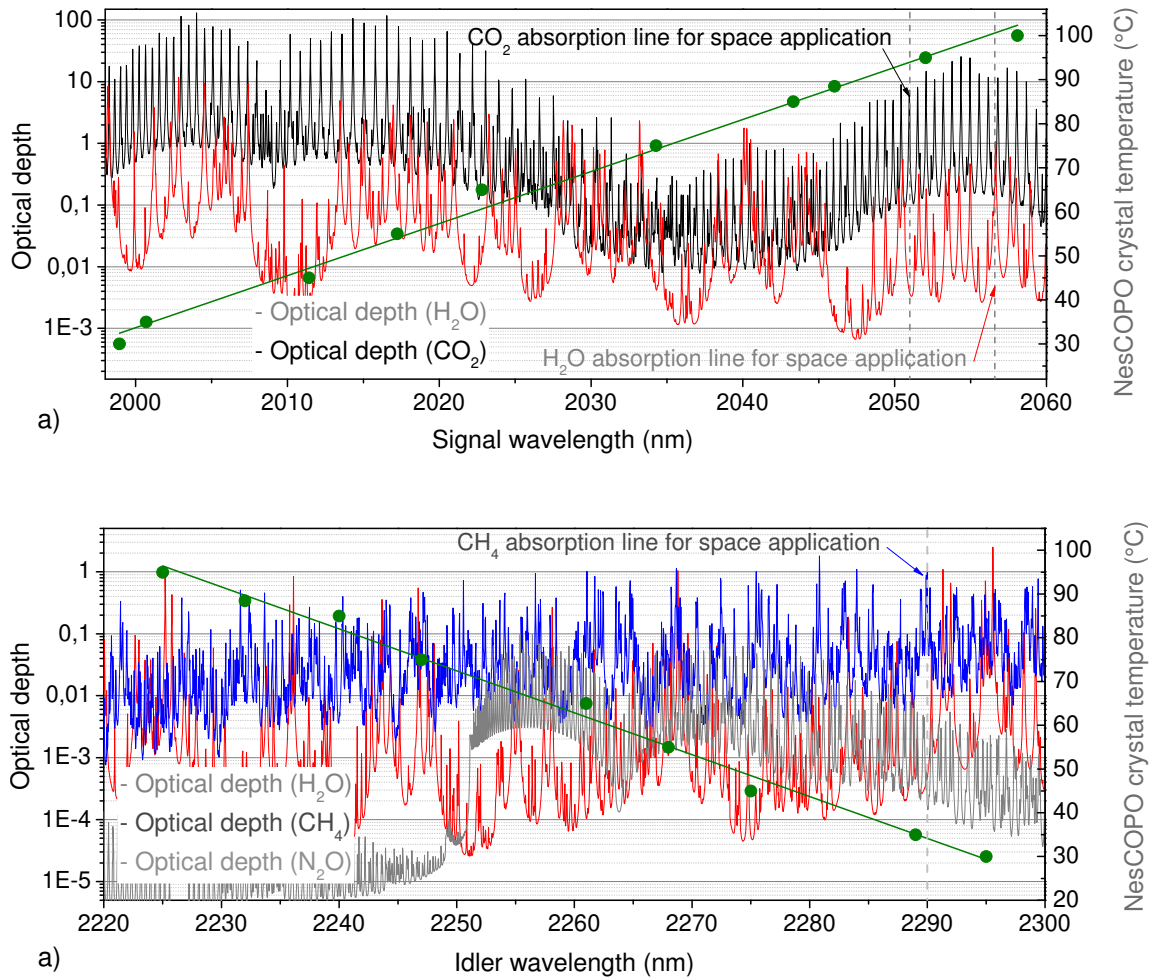 100
10
1
0,1
0,01
1E-3
Optical depth
CO2 absorption line for space application
- Optical depth (H2O)
- Optical depth (CO2)
H2O absorption line for space application
100
90
80
70
60
50
40
30
NesCOPO crystal temperature (°C)
2000 2010 2020 2030 2040 2050 2060
a)
Signal wavelength (nm)
1
0,1
0,01
1E-3
1E-4
1E-5
Optical depth
CH4 absorption line for space application
- Optical depth (H2O)
- Optical depth (CH4)
- Optical depth (N2O)
100
90
80
70
60
50
40
30
20
NesCOPO crystal temperature (°C)
2220 2230 2240 2250 2260 2270 2280 2290 2300
a)
Idler wavelength (nm)